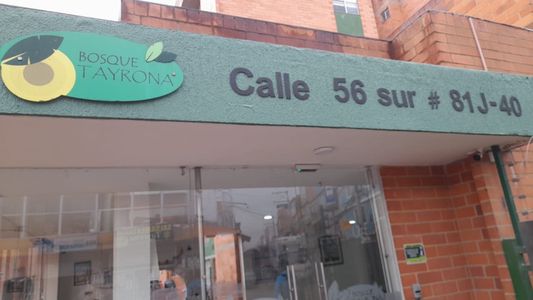 BOSQUE
TAYRONA
Calle 56 sur # 81J-40